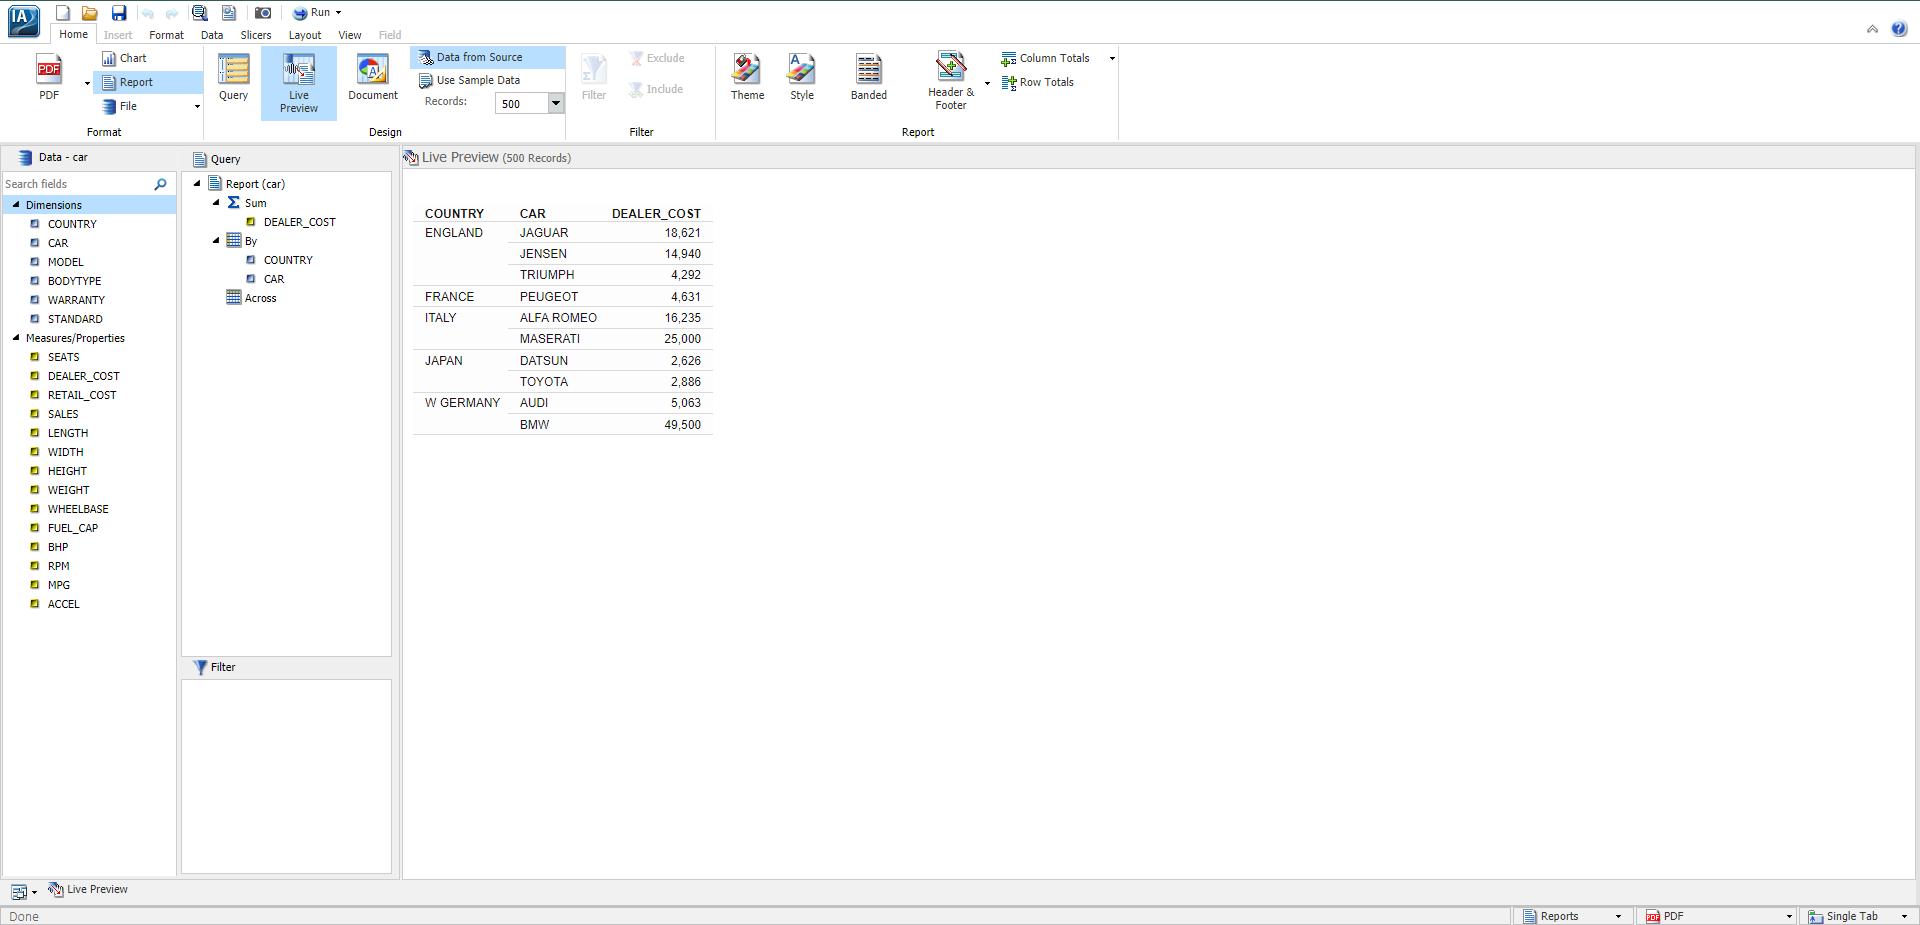 IA
Run
Home Insert Format Data Slicers Layout View Field
PDF
Chart
Report
File
Format
Query
Live Preview
Document
Data from Source
Use Sample Data
Records: 500
Design
Filter
Exclude
Include
Filter
Theme
Style
Banded
Header & Footer
Column Totals
Row Totals
Report
Data - car
Search fields
Dimensions
COUNTRY
CAR
MODEL
BODYTYPE
WARRANTY
STANDARD
Measures/Properties
SEATS
DEALER_COST
RETAIL_COST
SALES
LENGTH
WIDTH
HEIGHT
WEIGHT
WHEELBASE
FUEL_CAP
BHP
RPM
MPG
ACCEL
Query
Report (car)
Sum
DEALER_COST
By
COUNTRY
CAR
Across
Filter
Live Preview (500 Records)
COUNTRY CAR DEALER_COST
ENGLAND JAGUAR 18,621
JENSEN 14,940
TRIUMPH 4,292
FRANCE PEUGEOT 4,631
ITALY ALFA ROMEO 16,235
MASERATI 25,000
JAPAN DATSUN 2,626
TOYOTA 2,886
W GERMANY AUDI 5,063
BMW 49,500
Live Preview
Done
Reports
PDF
Single Tab